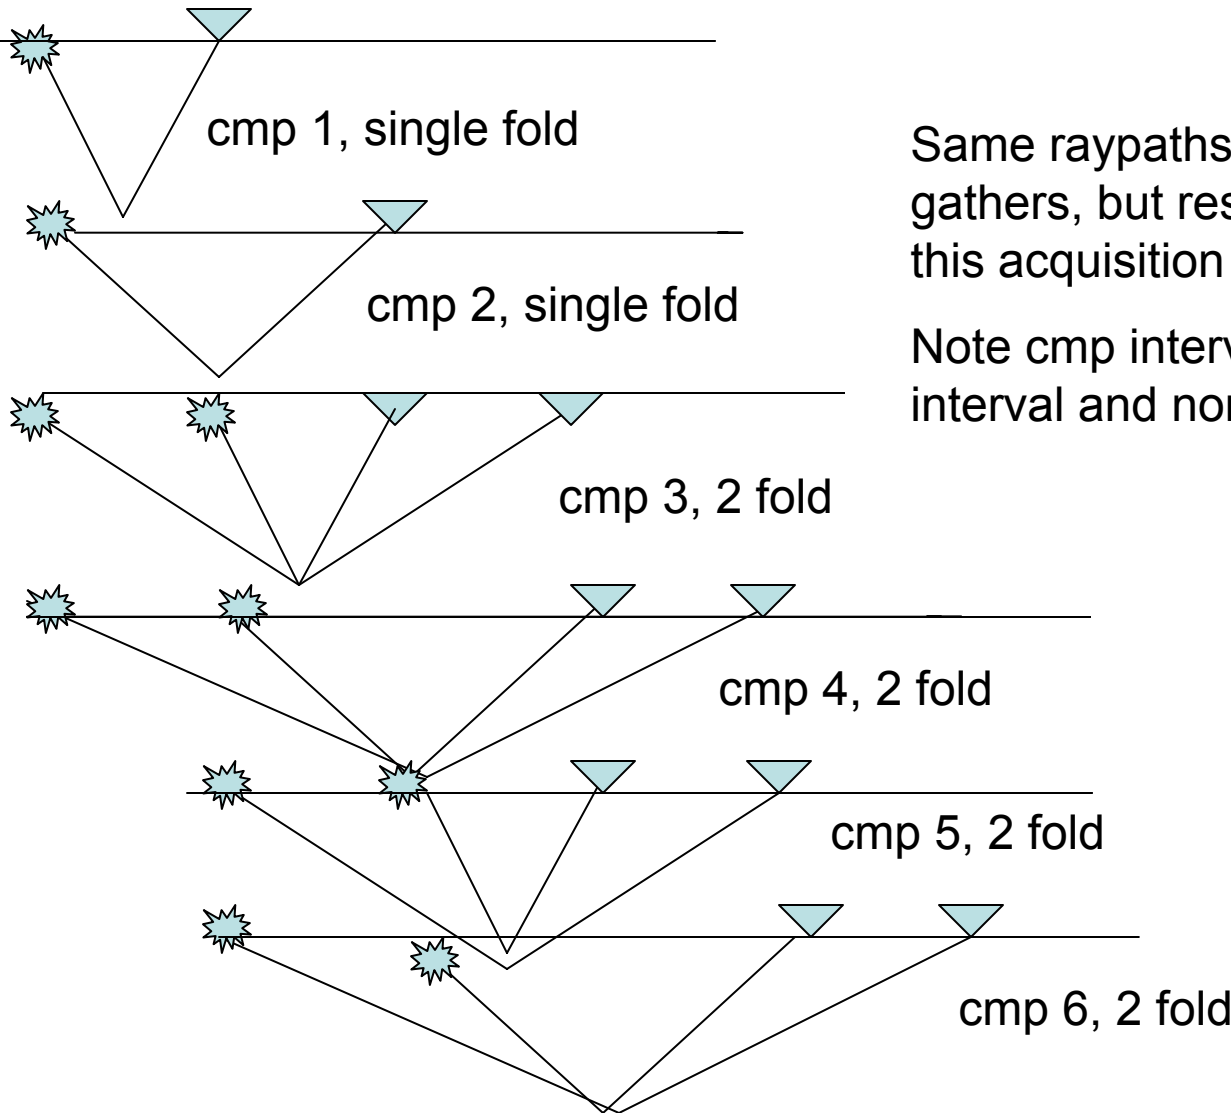 cmp 1, single fold
Same raypaths
gathers, but res
this acquisition
cmp 2, single fold
Note cmp interv
interval and nor
cmp 3, 2 fold
cmp 4, 2 fold
cmp 5, 2 fold
cmp 6, 2 fold